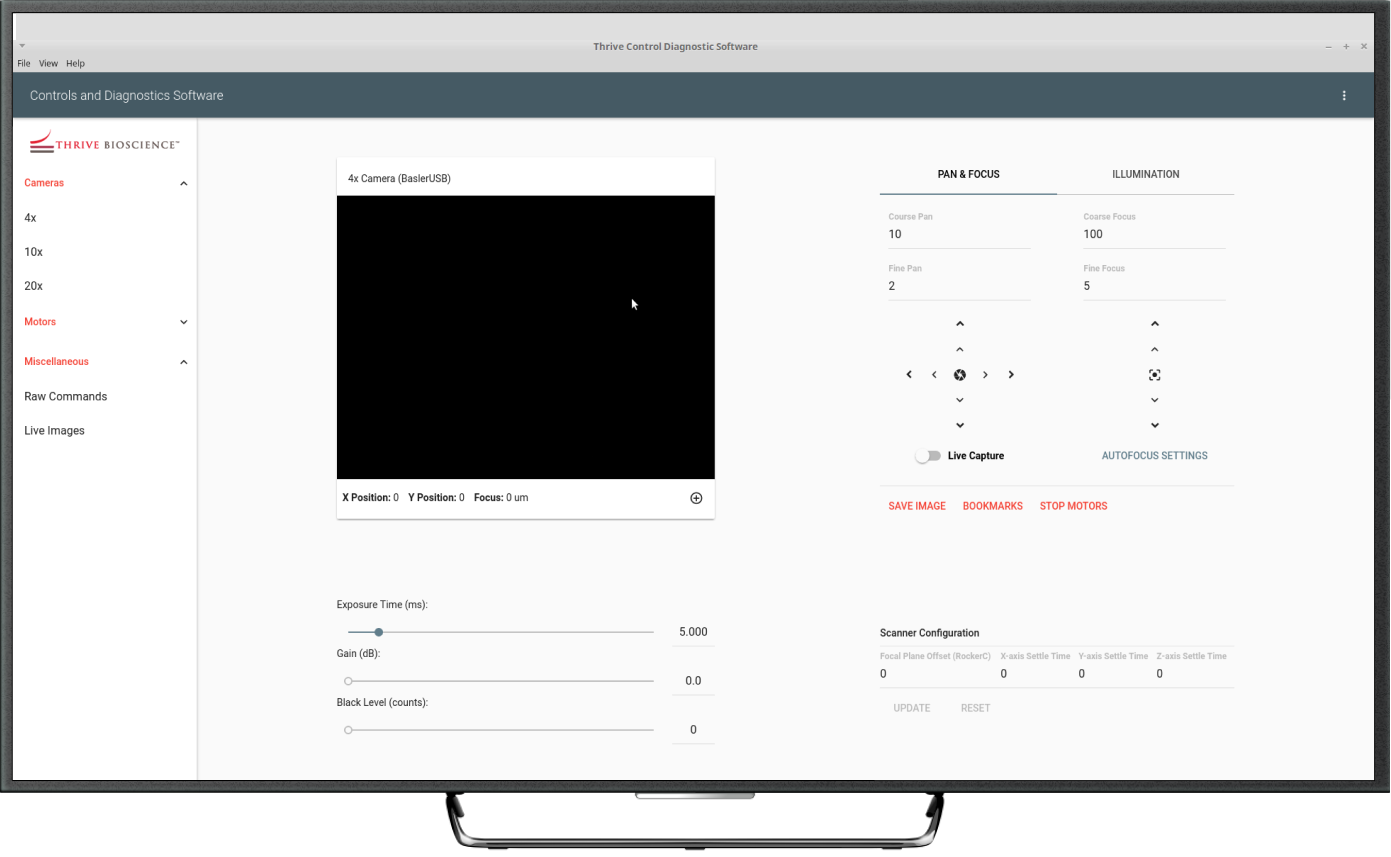 Thrive Control Diagnostic Software
File View Help
Controls and Diagnostics Software
THRIVE BIOSCIENCE™
Cameras
4x
10x
20x
Motors
Miscellaneous
Raw Commands
Live Images
4x Camera (BaslerUSB)
X Position: 0 Y Position: 0 Focus: 0 um
Exposure Time (ms):
5.000
Gain (dB):
0.0
Black Level (counts):
0
PAN & FOCUS ILLUMINATION
Course Pan Coarse Focus
10 100
Fine Pan Fine Focus
2 5
Live Capture AUTOFOCUS SETTINGS
SAVE IMAGE BOOKMARKS STOP MOTORS
Scanner Configuration
Focal Plane Offset (RockerC) X-axis Settle Time Y-axis Settle Time Z-axis Settle Time
0 0 0 0
UPDATE RESET